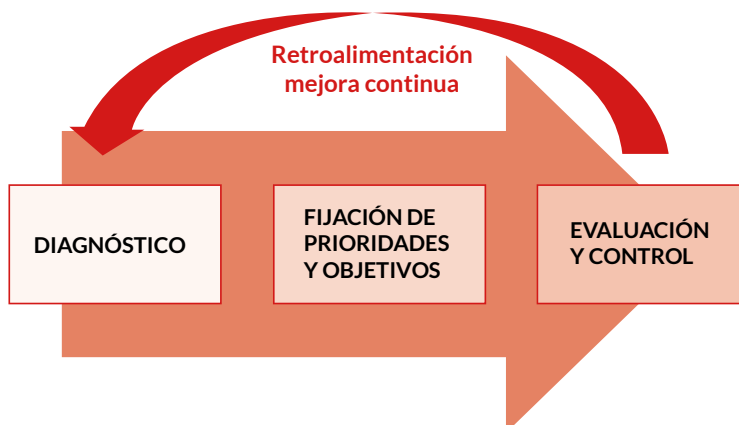 Retroalimentación
mejora continua
DIAGNÓSTICO
FIJACIÓN DE
PRIORIDADES
Y OBJETIVOS
EVALUACIÓN
Y CONTROL